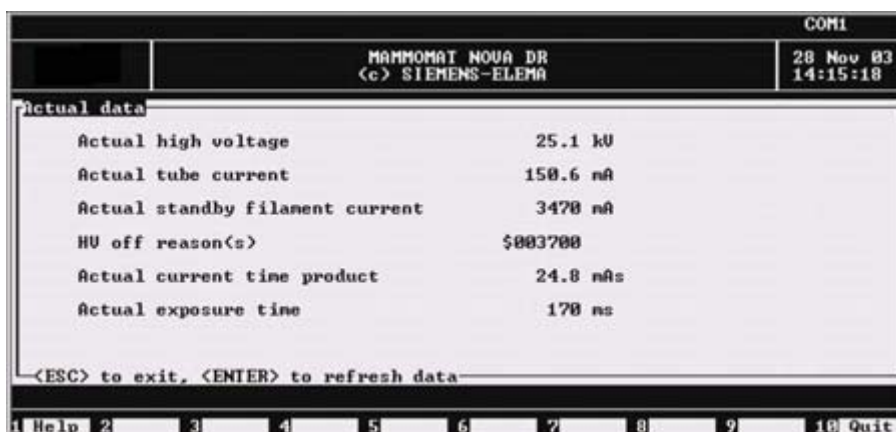 COM1
MAMMOMAT NOVA DR 28 Nov 03
(c) SIEMENS-ELEMA 14:15:18
Actual data
Actual high voltage 25.1 kV
Actual tube current 150.6 mA
Actual standby filament current 3470 mA
HV off reason(s) $003700
Actual current time product 24.8 mAs
Actual exposure time 170 ms
<ESC> to exit, <ENTER> to refresh data
1 Help 2 3 4 5 6 7 8 9 10 Quit